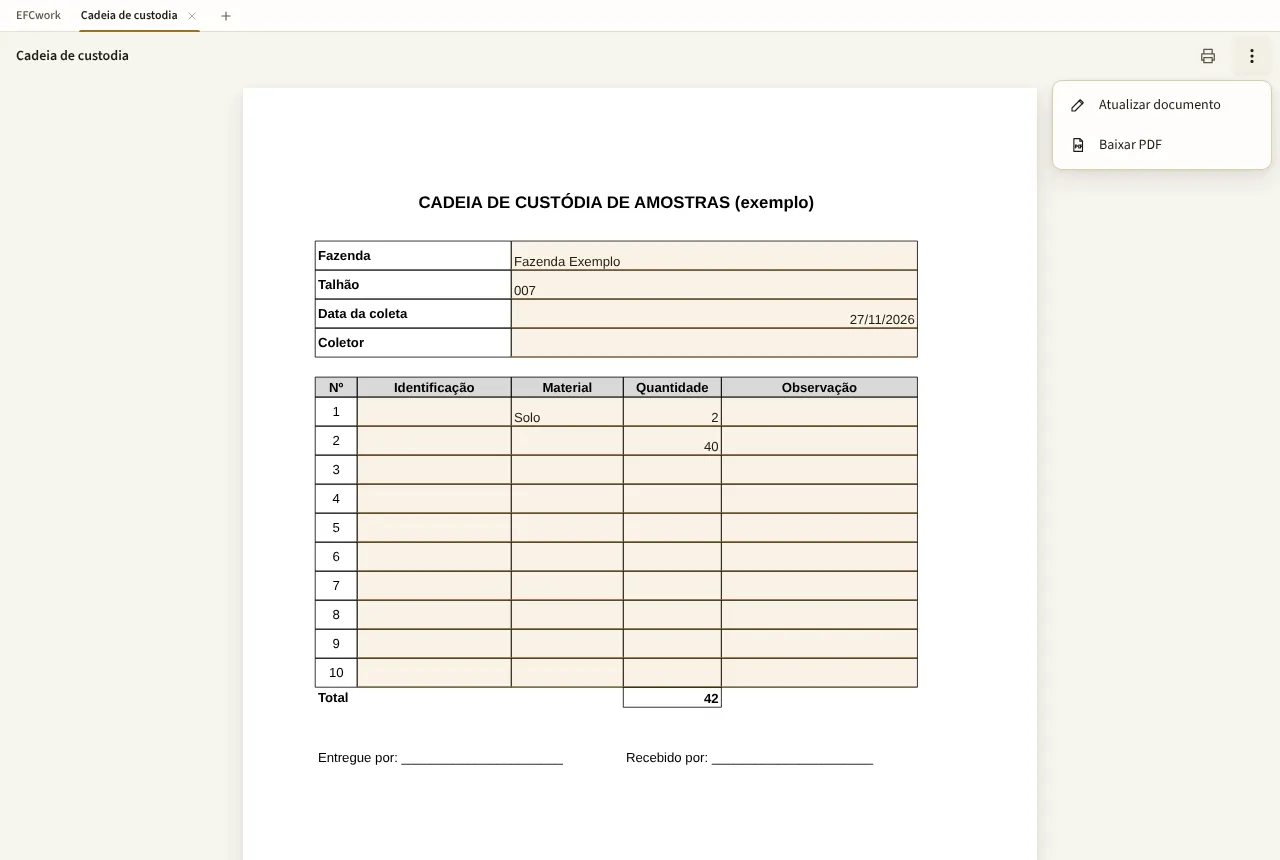 EFCwork Cadeia de custodia
Cadeia de custodia
Atualizar documento
Baixar PDF
CADEIA DE CUSTÓDIA DE AMOSTRAS (exemplo)
Fazenda Fazenda Exemplo
Talhão 007
Data da coleta 27/11/2026
Coletor
Nº Identificação Material Quantidade Observação
1 Solo 2
2 40
3
4
5
6
7
8
9
10
Total 42
Entregue por: ______________________ Recebido por: ______________________